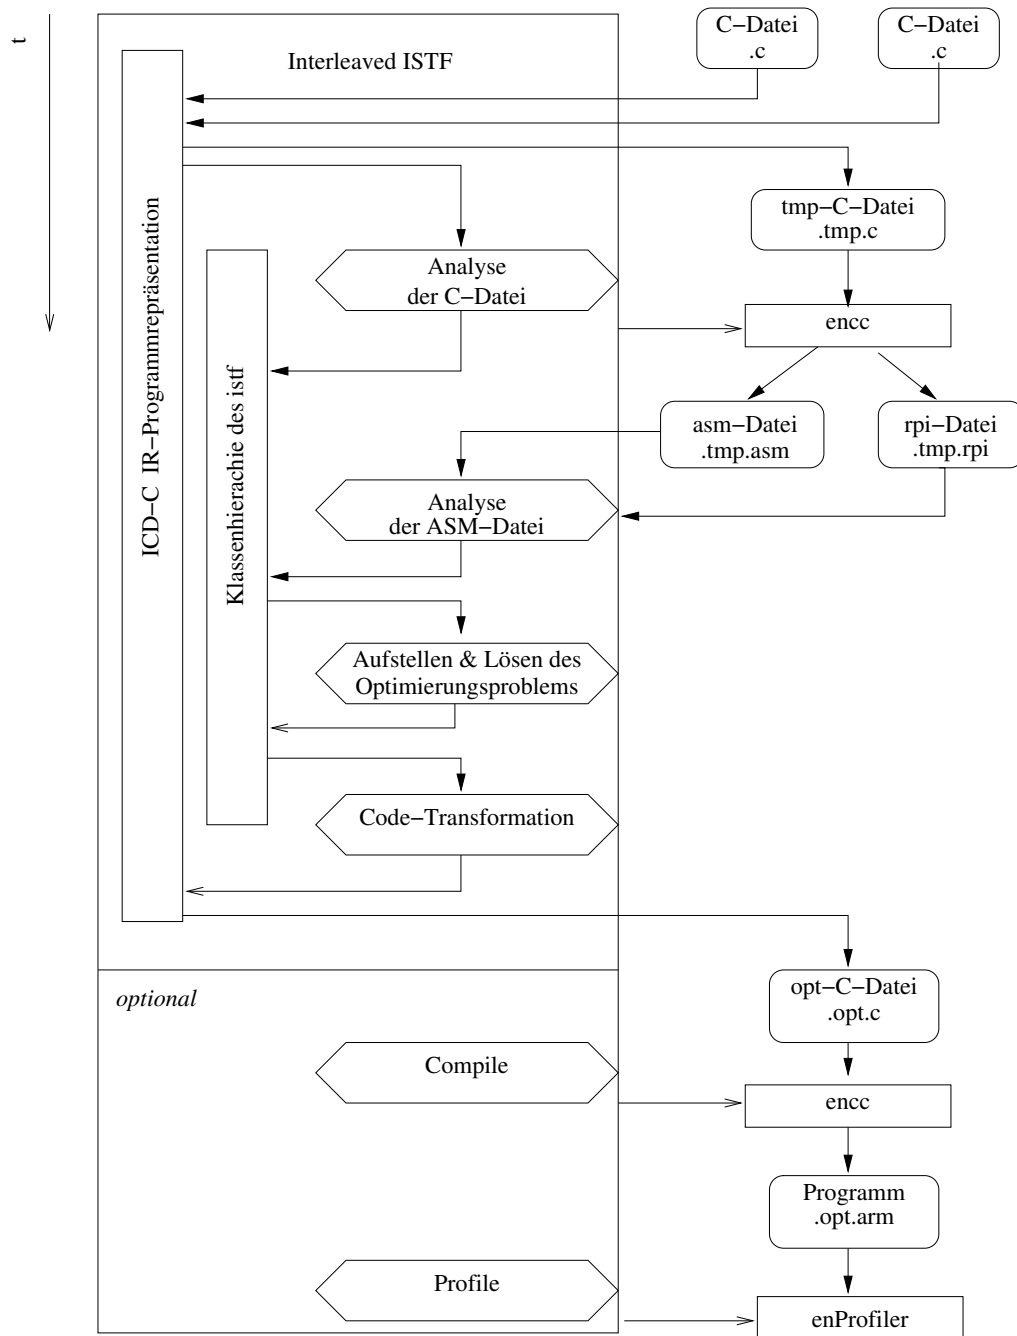 t
Interleaved ISTF
C−Datei
.c
C−Datei
.c
ICD−C IR−Programmrepräsentation
Klassenhierachie des istf
tmp−C−Datei
.tmp.c
Analyse
der C−Datei
encc
asm−Datei
.tmp.asm
rpi−Datei
.tmp.rpi
Analyse
der ASM−Datei
Aufstellen & Lösen des
Optimierungsproblems
Code−Transformation
optional
opt−C−Datei
.opt.c
Compile
encc
Programm
.opt.arm
Profile
enProfiler